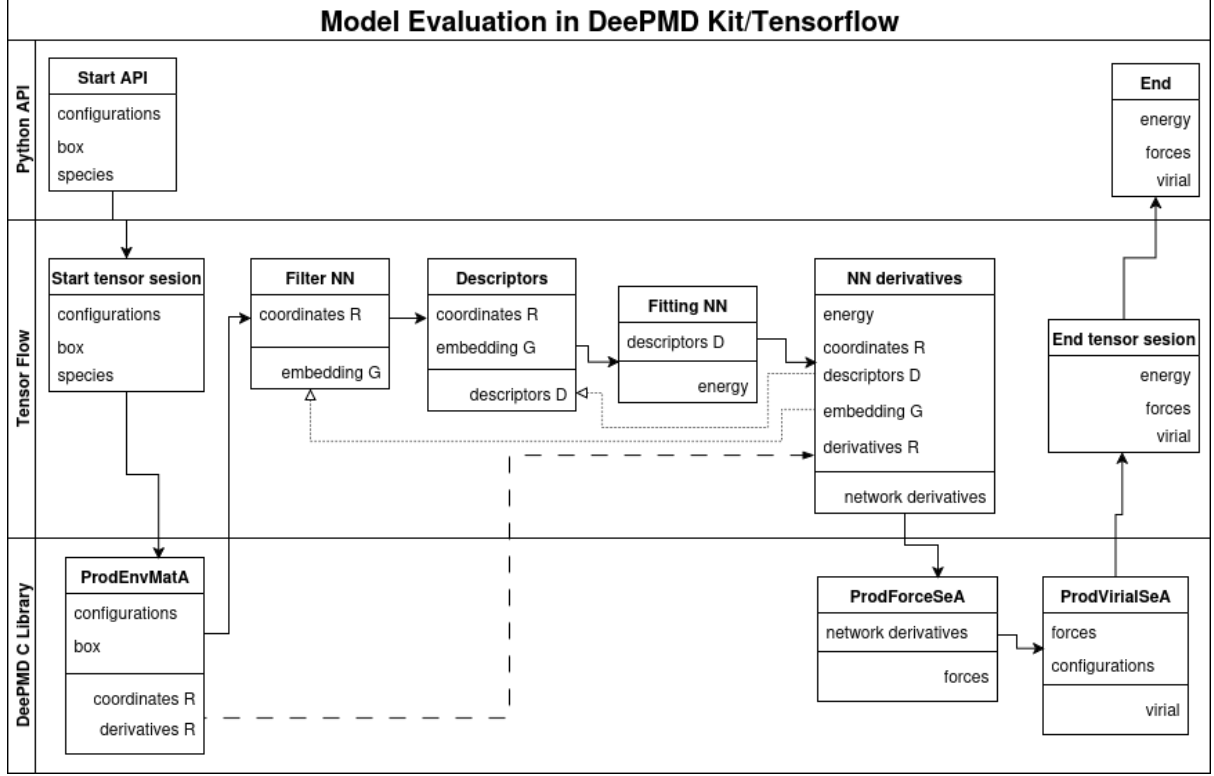 Model Evaluation in DeePMD Kit/Tensorflow
Python API
Start API
configurations
box
species
End
energy
forces
virial
Tensor Flow
Start tensor sesion
configurations
box
species
Filter NN
coordinates R
embedding G
Descriptors
coordinates R
embedding G
descriptors D
Fitting NN
descriptors D
energy
NN derivatives
energy
coordinates R
descriptors D
embedding G
derivatives R
network derivatives
End tensor sesion
energy
forces
virial
DeePMD C Library
ProdEnvMatA
configurations
box
coordinates R
derivatives R
ProdForceSeA
network derivatives
forces
ProdVirialSeA
forces
configurations
virial